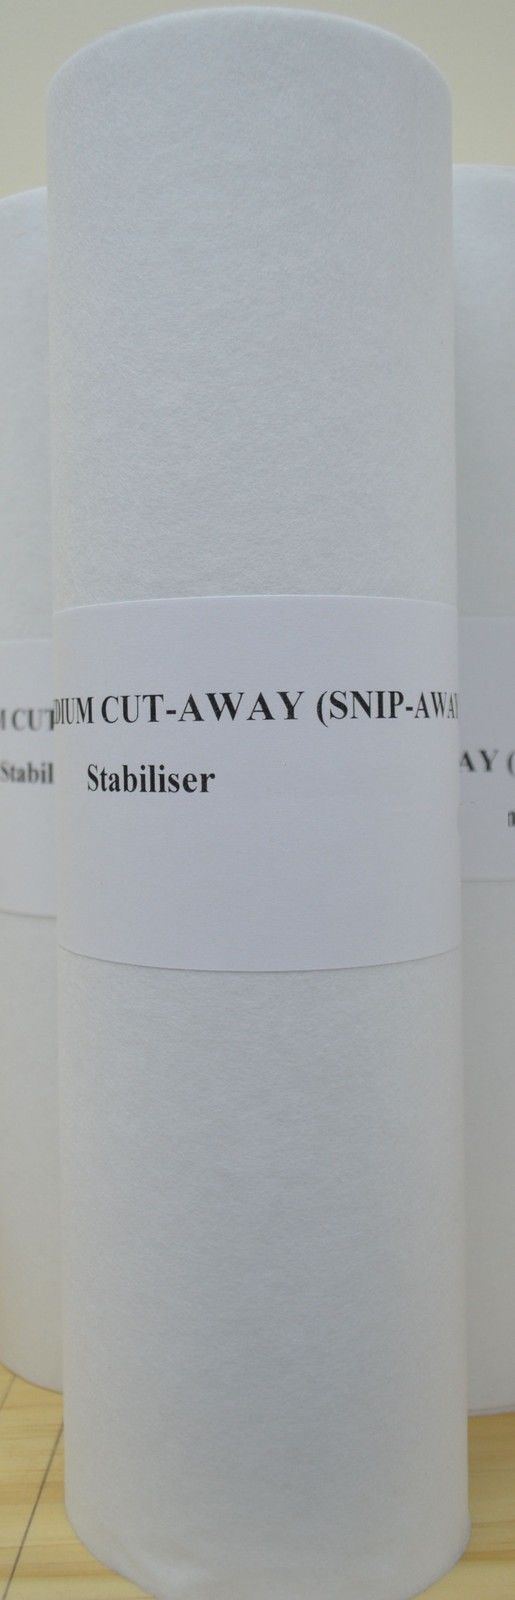 DIUM CUT-AWAY (SNIP-AWA
Stabiliser
M CUT
Stabil
AY (